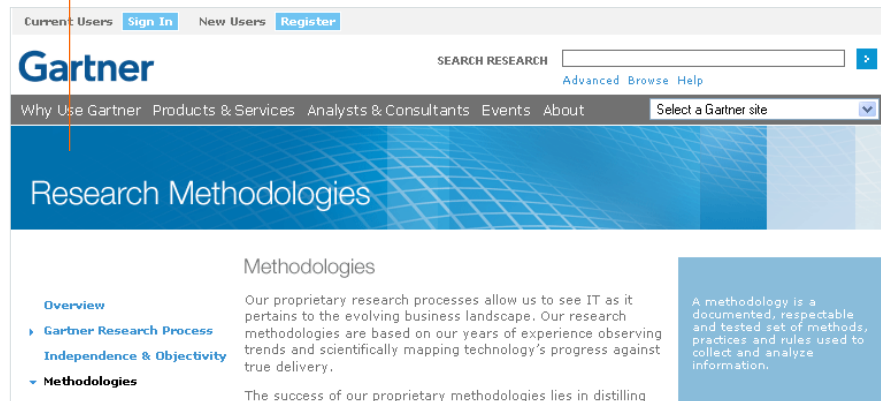 Current Users Sign In New Users Register
Gartner
SEARCH RESEARCH
Advanced Browse Help
Why Use Gartner Products & Services Analysts & Consultants Events About Select a Gartner site
Research Methodologies
Overview
Gartner Research Process
Independence & Objectivity
Methodologies
Methodologies
Our proprietary research processes allow us to see IT as it
pertains to the evolving business landscape. Our research
methodologies are based on our years of experience observing
trends and scientifically mapping technology's progress against
true delivery.
The success of our proprietary methodologies lies in distilling
A methodology is a
documented, respectable
and tested set of methods,
practices and rules used to
collect and analyze
information.